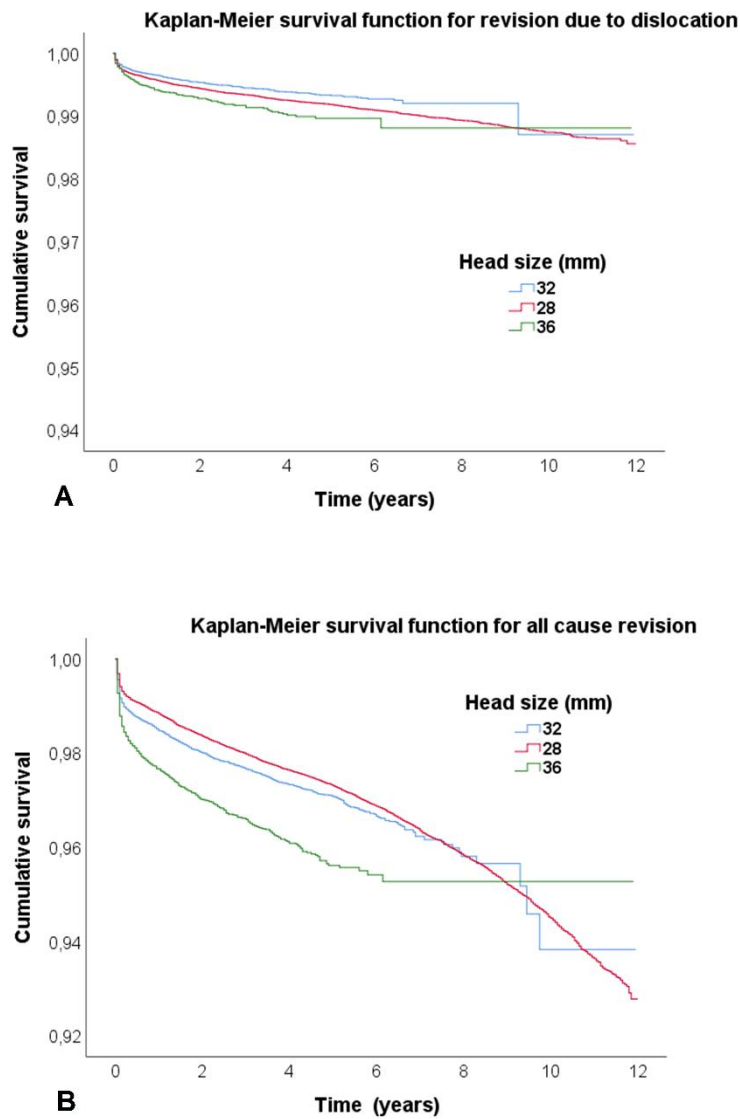 Kaplan-Meier survival function for revision due to dislocation
1,00
0,99
0,98
0,97
0,96
0,95
0,94
Cumulative survival
Head size (mm)
32
28
36
0 2 4 6 8 10 12
Time (years)
A
Kaplan-Meier survival function for all cause revision
1,00
0,98
0,96
0,94
0,92
Cumulative survival
Head size (mm)
32
28
36
0 2 4 6 8 10 12
Time (years)
B